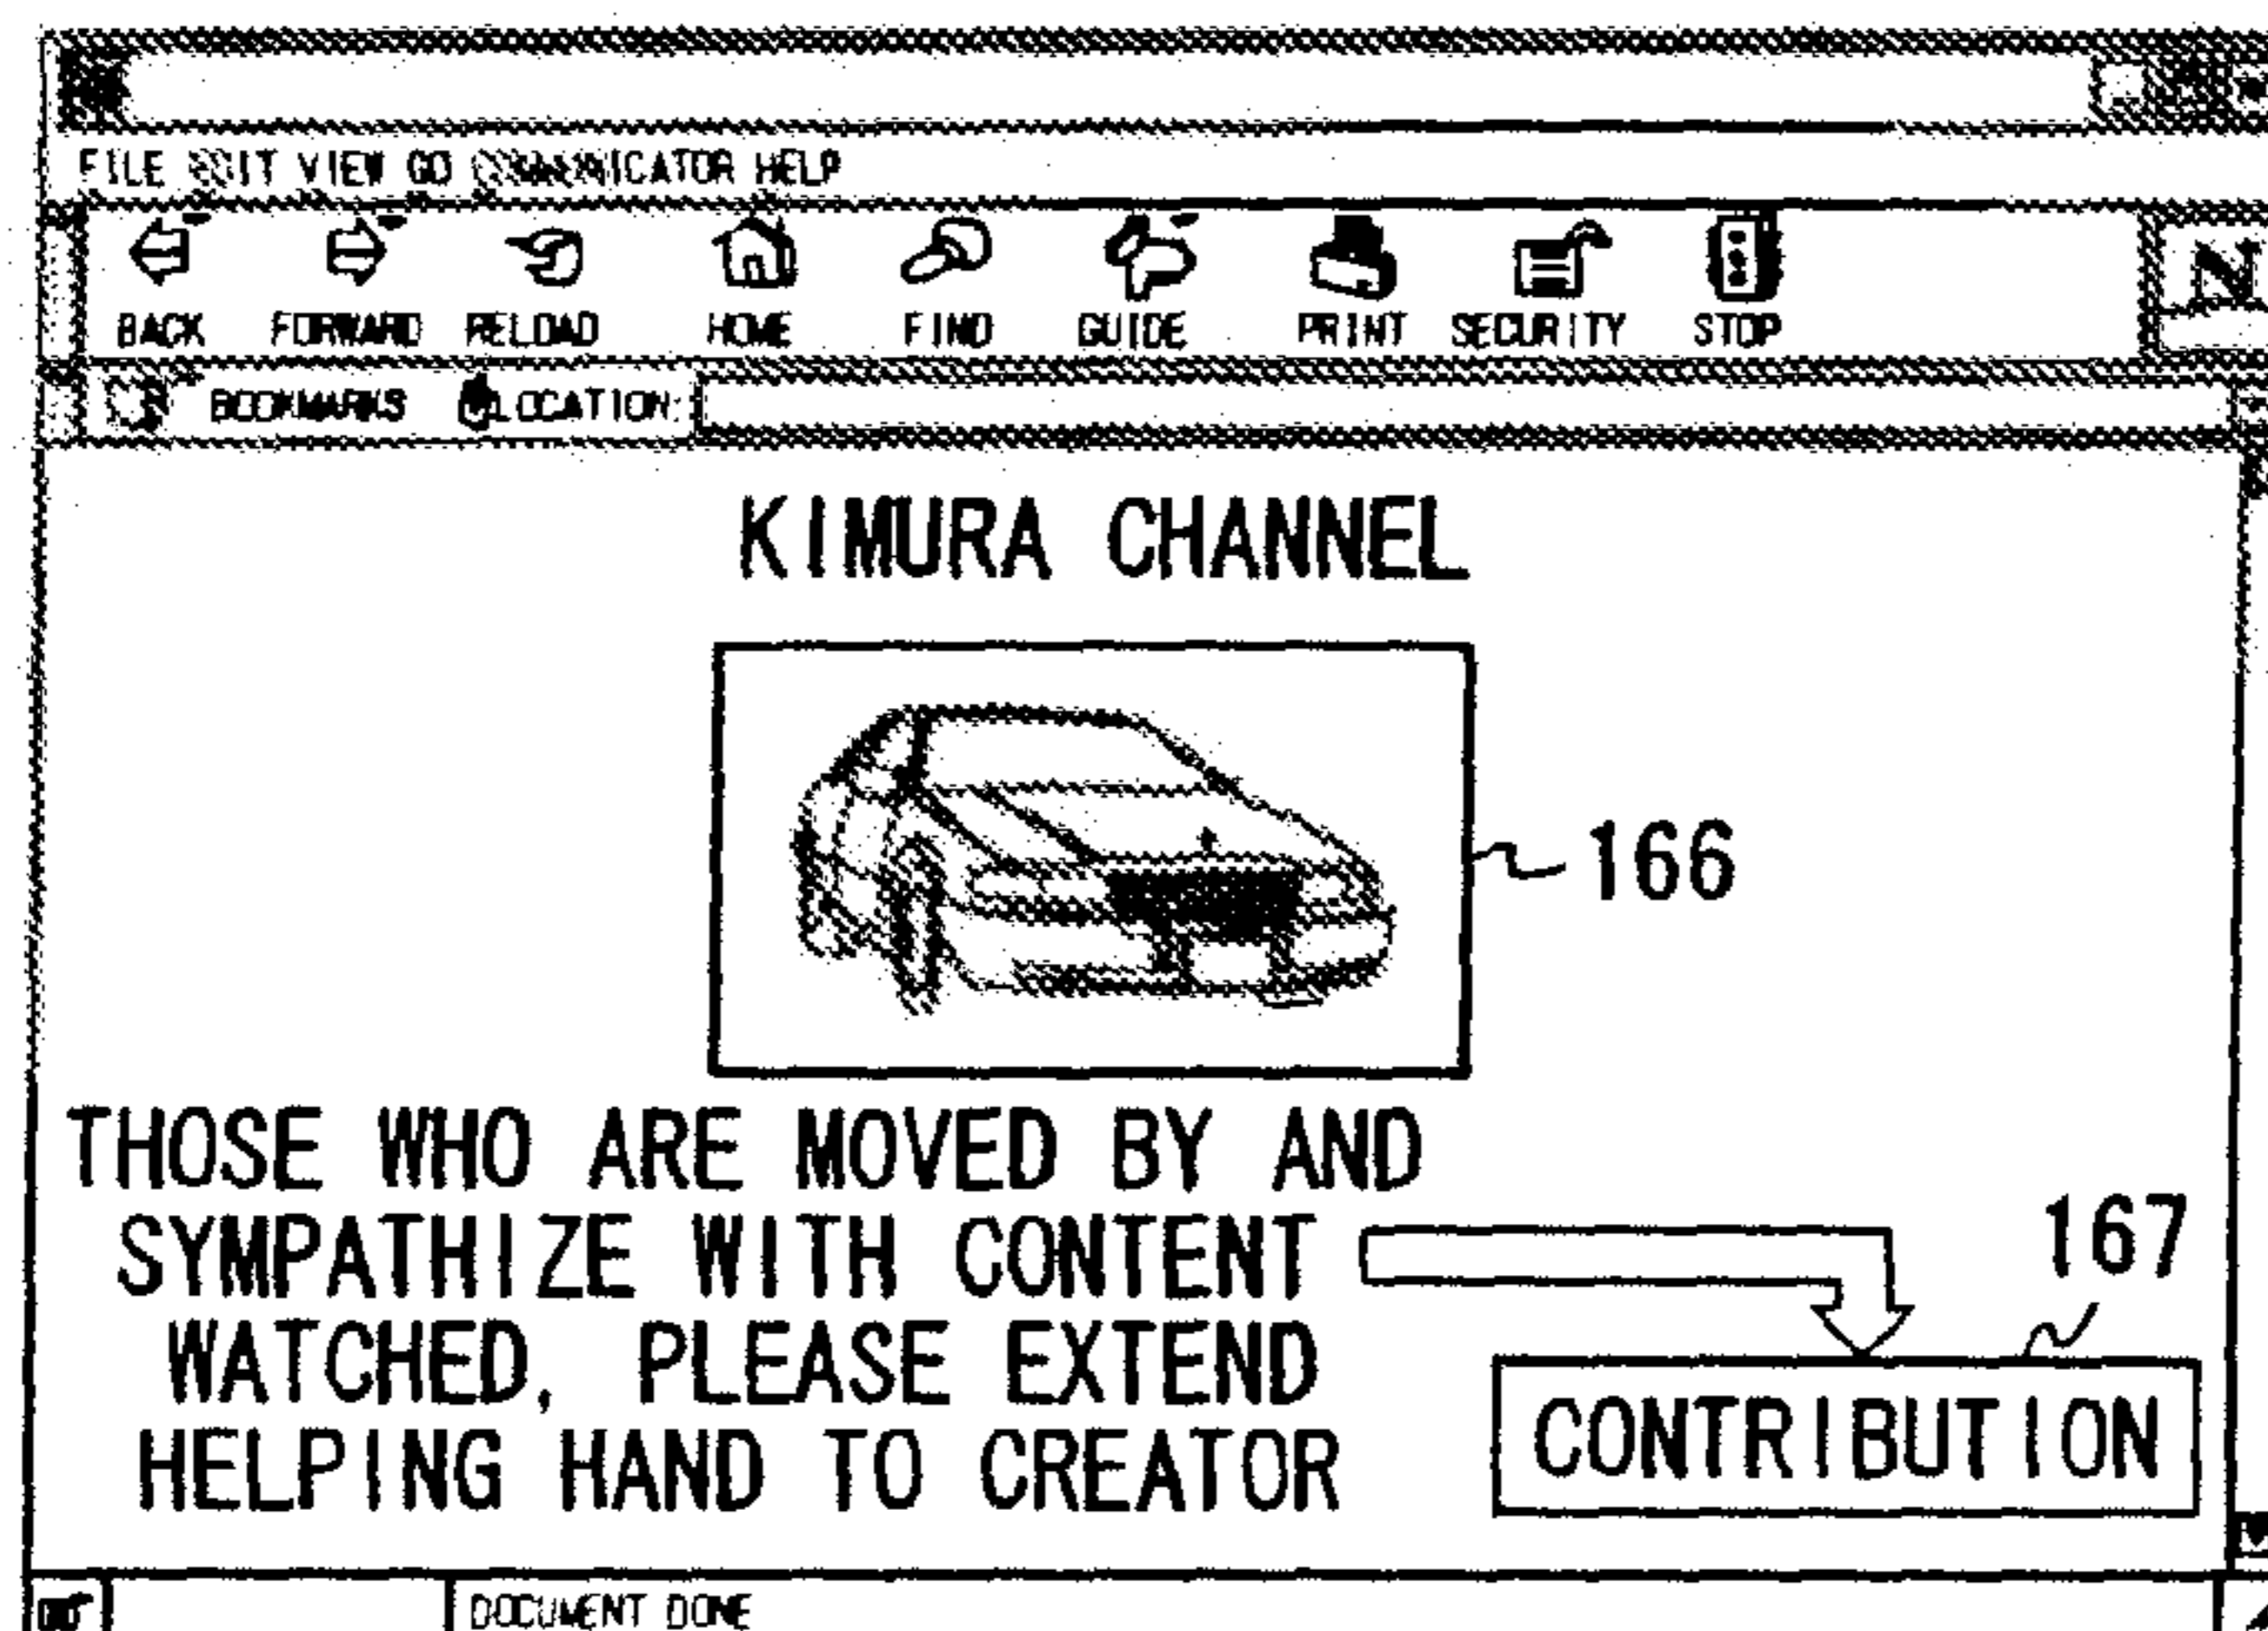 FILE EDIT VIEW GO COMMUNICATOR HELP
BACK FORWARD RELOAD HOME FIND GUIDE PRINT SECURITY STOP
N
BOOKMARKS LOCATION:
KIMURA CHANNEL
166
THOSE WHO ARE MOVED BY AND
SYMPATHIZE WITH CONTENT
WATCHED, PLEASE EXTEND
HELPING HAND TO CREATOR
167
CONTRIBUTION
DOCUMENT DONE